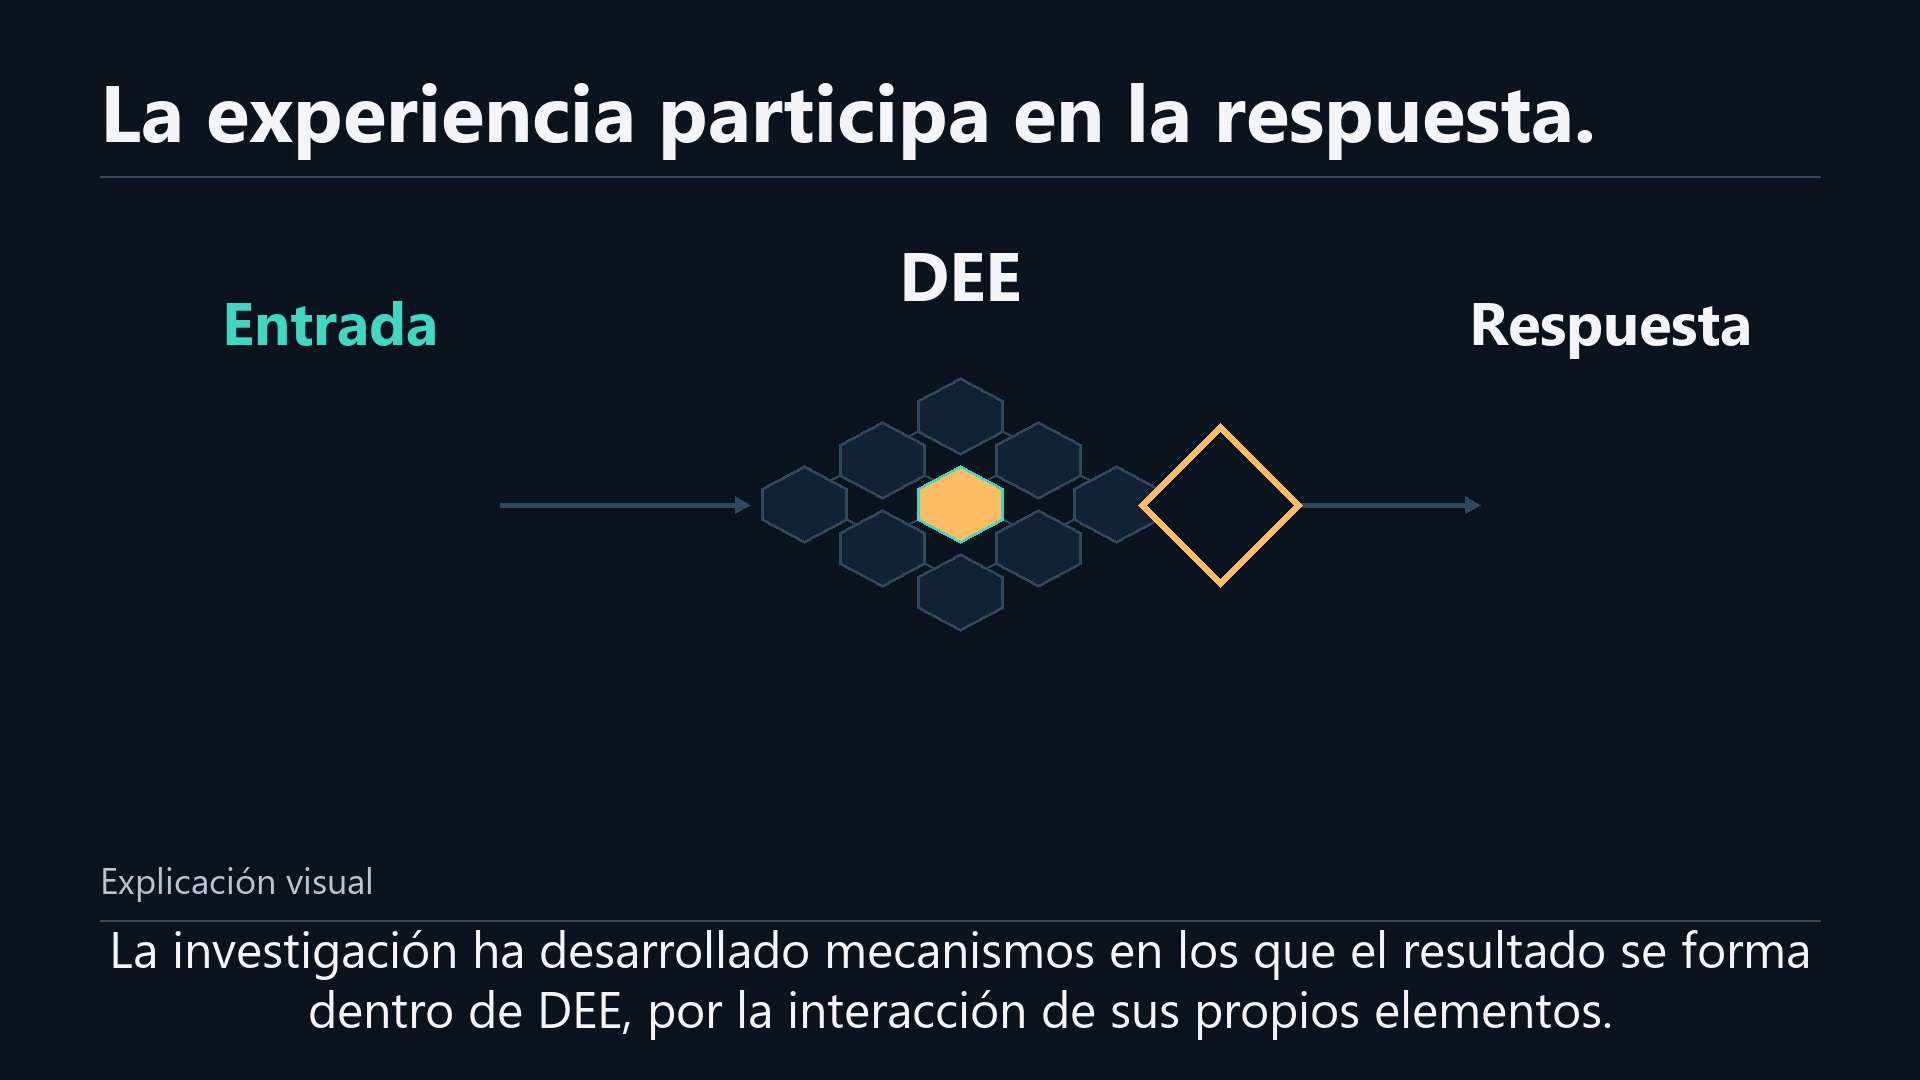 La experiencia participa en la respuesta.
DEE
Entrada
Respuesta
Explicación visual
La investigación ha desarrollado mecanismos en los que el resultado se forma
dentro de DEE, por la interacción de sus propios elementos.